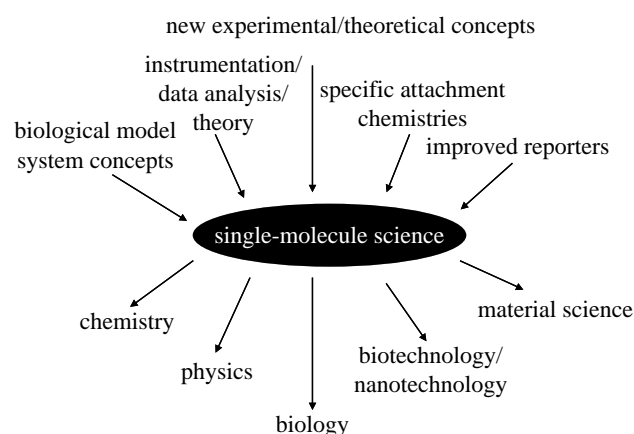 new experimental/theoretical concepts
instrumentation/
data analysis/
theory
specific attachment
chemistries
biological model
system concepts
improved reporters
single-molecule science
chemistry
physics
biology
biotechnology/
nanotechnology
material science